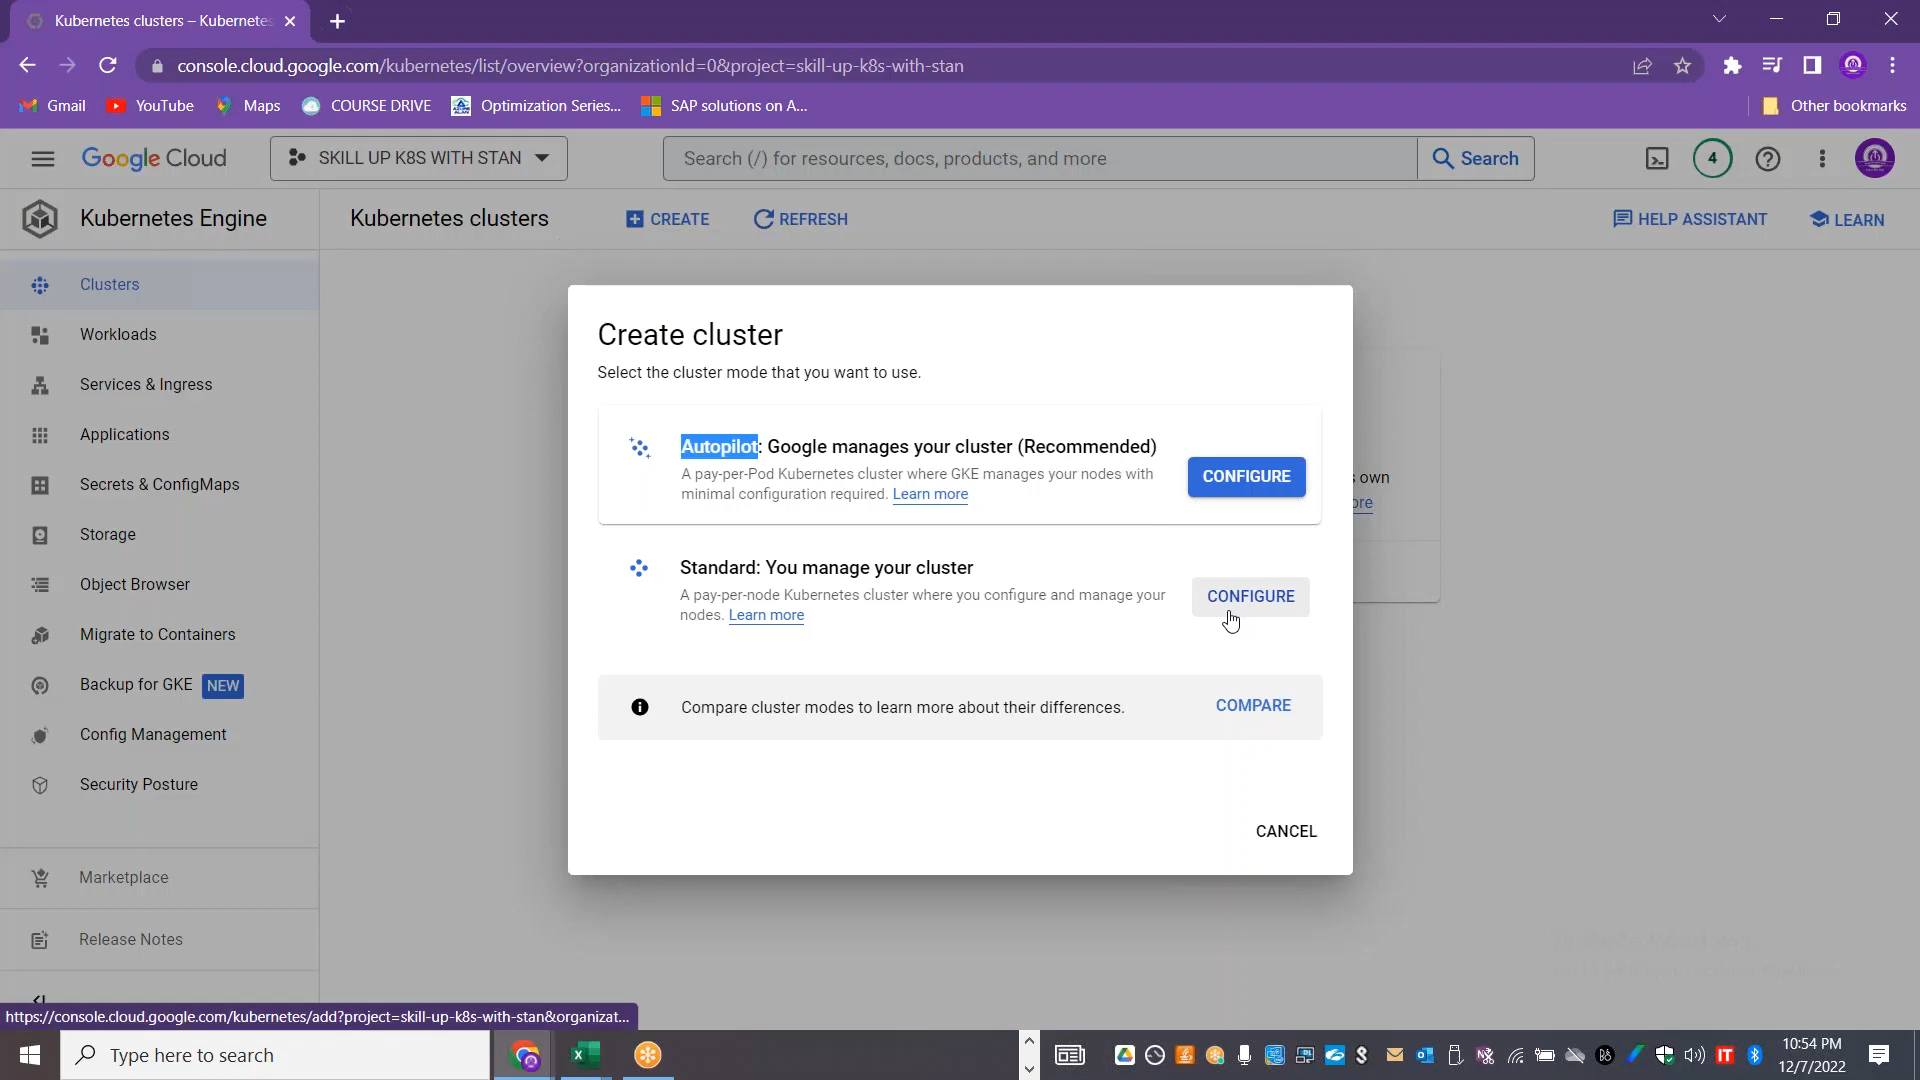 Kubernetes clusters – Kubernetes
console.cloud.google.com/kubernetes/list/overview?organizationId=0&project=skill-up-k8s-with-stan
Gmail
YouTube
Maps
COURSE DRIVE
Optimization Series...
SAP solutions on A...
Other bookmarks
Google Cloud
SKILL UP K8S WITH STAN
Search (/) for resources, docs, products, and more
Search
4
Kubernetes Engine
Kubernetes clusters
CREATE
REFRESH
HELP ASSISTANT
LEARN
Clusters
Workloads
Services & Ingress
Applications
Secrets & ConfigMaps
Storage
Object Browser
Migrate to Containers
Backup for GKE NEW
Config Management
Security Posture
Marketplace
Release Notes
Create cluster
Select the cluster mode that you want to use.
Autopilot: Google manages your cluster (Recommended)
A pay-per-Pod Kubernetes cluster where GKE manages your nodes with
minimal configuration required. Learn more
CONFIGURE
Standard: You manage your cluster
A pay-per-node Kubernetes cluster where you configure and manage your
nodes. Learn more
CONFIGURE
Compare cluster modes to learn more about their differences.
COMPARE
CANCEL
own
https://console.cloud.google.com/kubernetes/add?project=skill-up-k8s-with-stan&organizat...
Type here to search
10:54 PM
12/7/2022